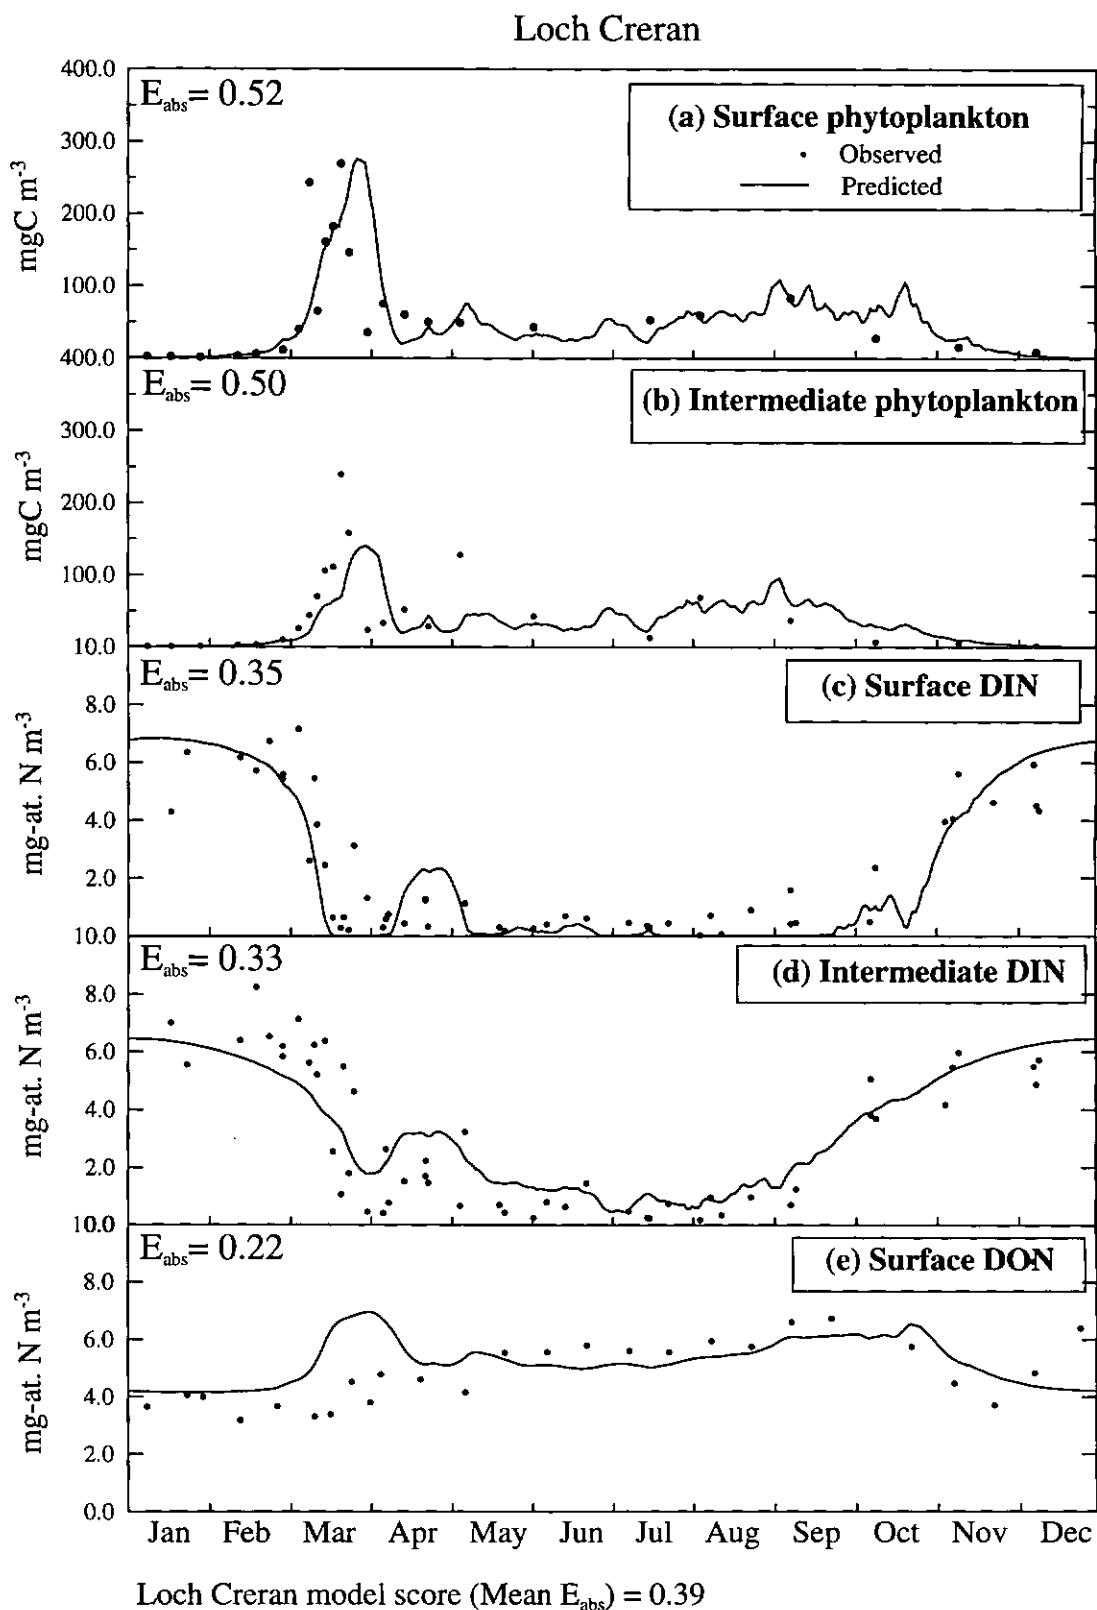 Loch Creran
400.0
E_abs= 0.52
(a) Surface phytoplankton
Observed
Predicted
300.0
200.0
100.0
mgC m⁻³
400.0
E_abs= 0.50
(b) Intermediate phytoplankton
300.0
200.0
100.0
mgC m⁻³
10.0
E_abs= 0.35
(c) Surface DIN
8.0
6.0
4.0
2.0
mg-at. N m⁻³
10.0
E_abs= 0.33
(d) Intermediate DIN
8.0
6.0
4.0
2.0
mg-at. N m⁻³
10.0
E_abs= 0.22
(e) Surface DON
8.0
6.0
4.0
2.0
0.0
mg-at. N m⁻³
Jan Feb Mar Apr May Jun Jul Aug Sep Oct Nov Dec
Loch Creran model score (Mean E_abs) = 0.39